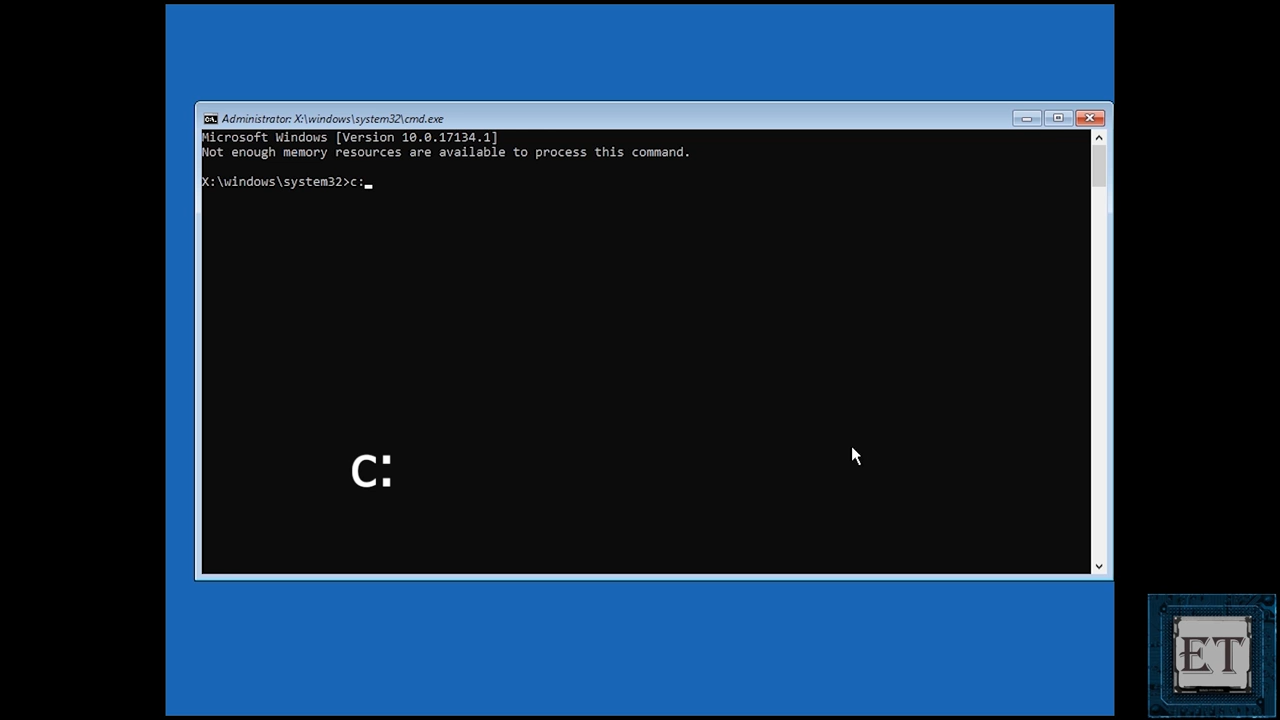 Administrator: X:\windows\system32\cmd.exe
Microsoft Windows [Version 10.0.17134.1]
Not enough memory resources are available to process this command.
X:\windows\system32>c:
c:
ET